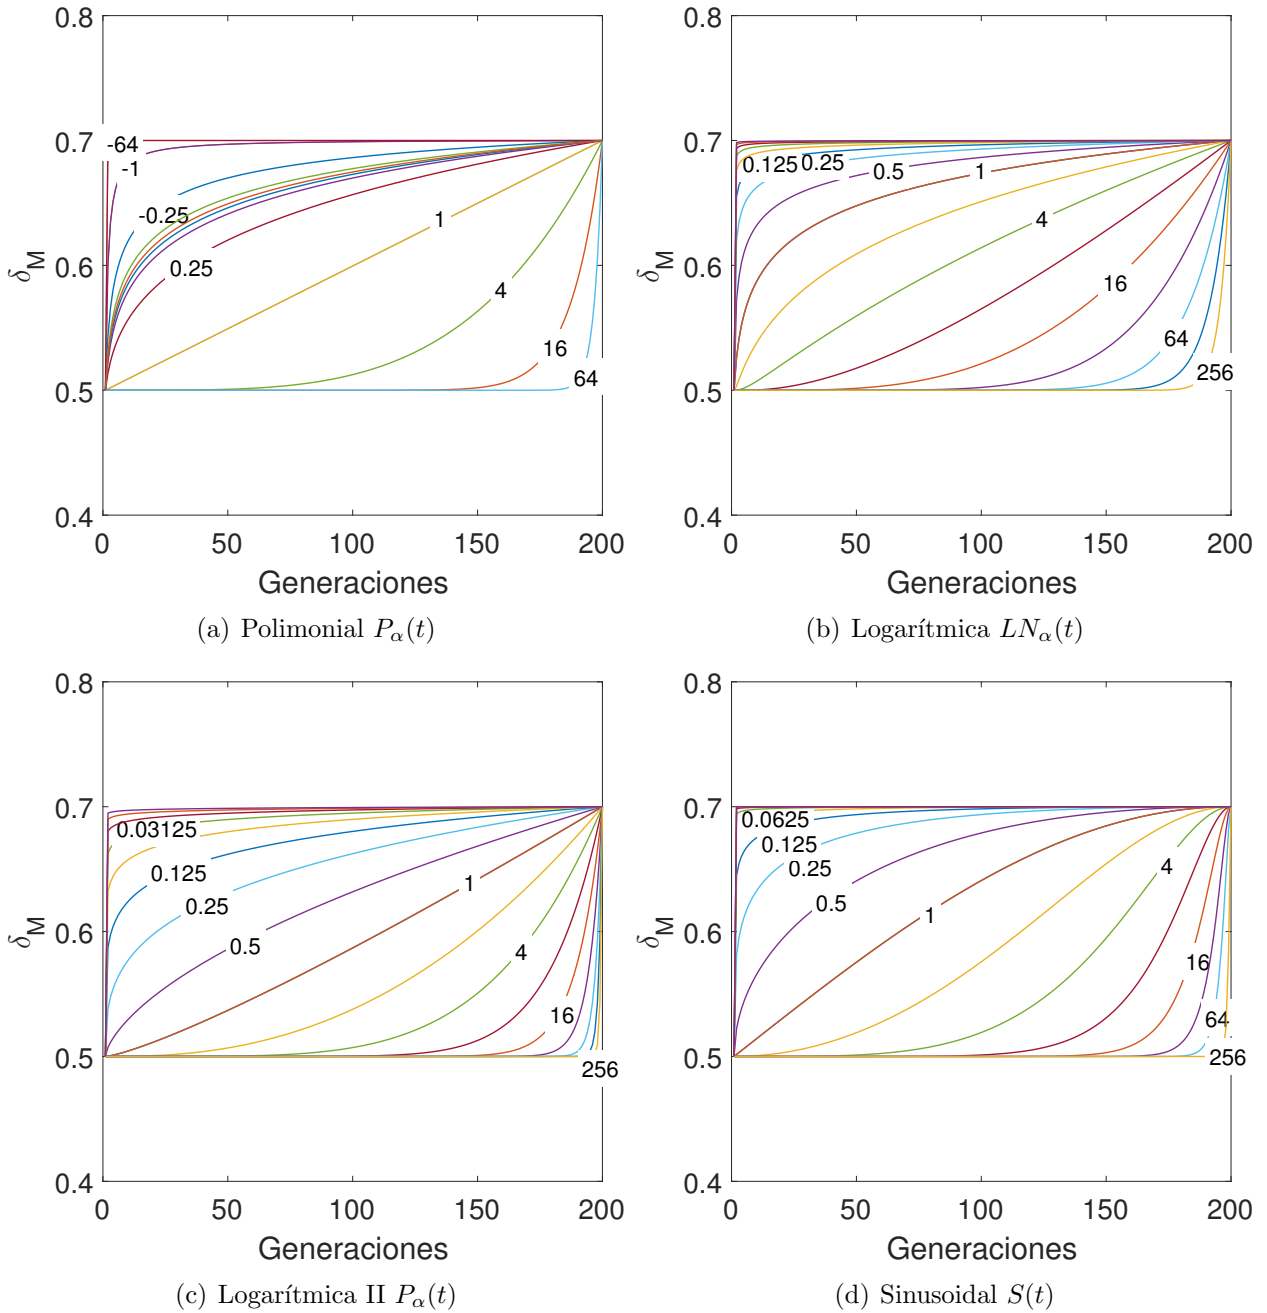 0.8
0.7
0.6
0.5
0.4
δM
-64
-1
-0.25
0.25
1
4
16
64
0 50 100 150 200
Generaciones
(a) Polimonial Pα(t)
0.8
0.7
0.6
0.5
0.4
δM
0.125 0.25 0.5 1
4
16
64
256
0 50 100 150 200
Generaciones
(b) Logarítmica LNα(t)
0.8
0.7
0.6
0.5
0.4
δM
0.03125
0.125
0.25
0.5
1
4
16
256
0 50 100 150 200
Generaciones
(c) Logarítmica II Pα(t)
0.8
0.7
0.6
0.5
0.4
δM
0.0625
0.125
0.25
0.5
1
4
16
64
256
0 50 100 150 200
Generaciones
(d) Sinusoidal S(t)